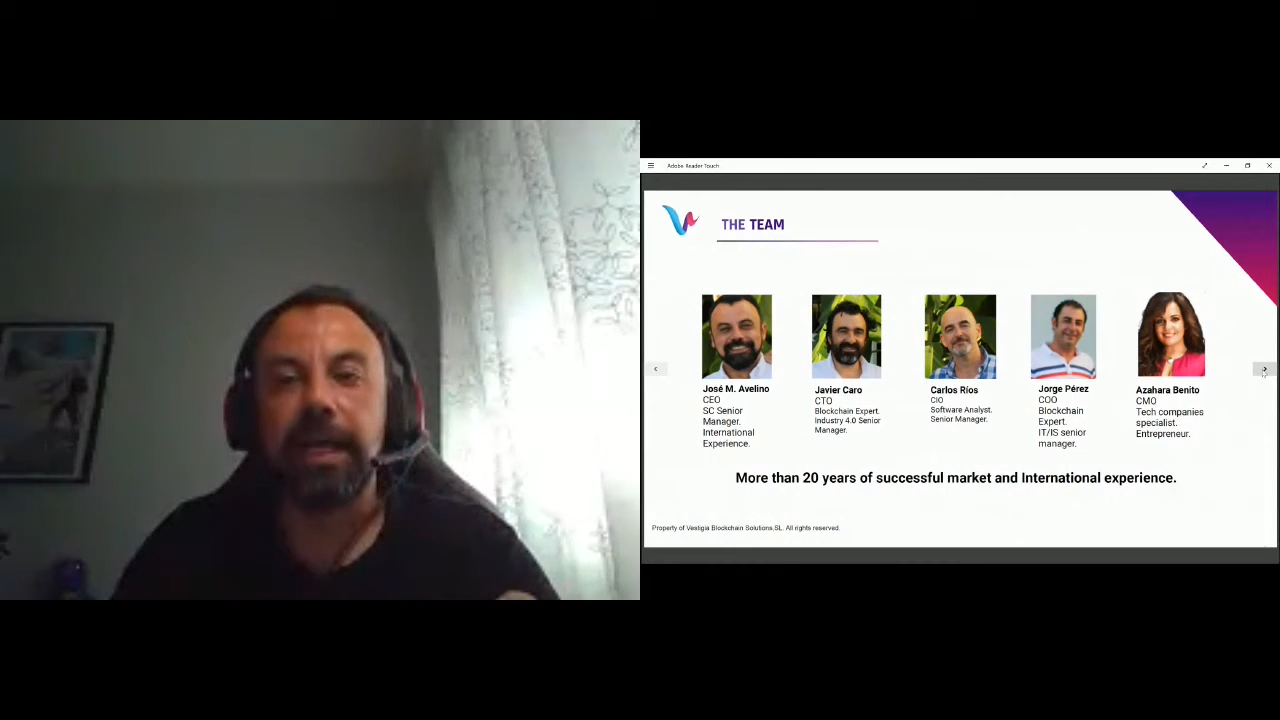 Adobe Reader Touch
THE TEAM
José M. Avelino
CEO
SC Senior
Manager.
International
Experience.
Javier Caro
CTO
Blockchain Expert.
Industry 4.0 Senior
Manager.
Carlos Ríos
CIO
Software Analyst.
Senior Manager.
Jorge Pérez
COO
Blockchain
Expert.
IT/IS senior
manager.
Azahara Benito
CMO
Tech companies
specialist.
Entrepreneur.
More than 20 years of successful market and International experience.
Property of Vestigia Blockchain Solutions,SL. All rights reserved.